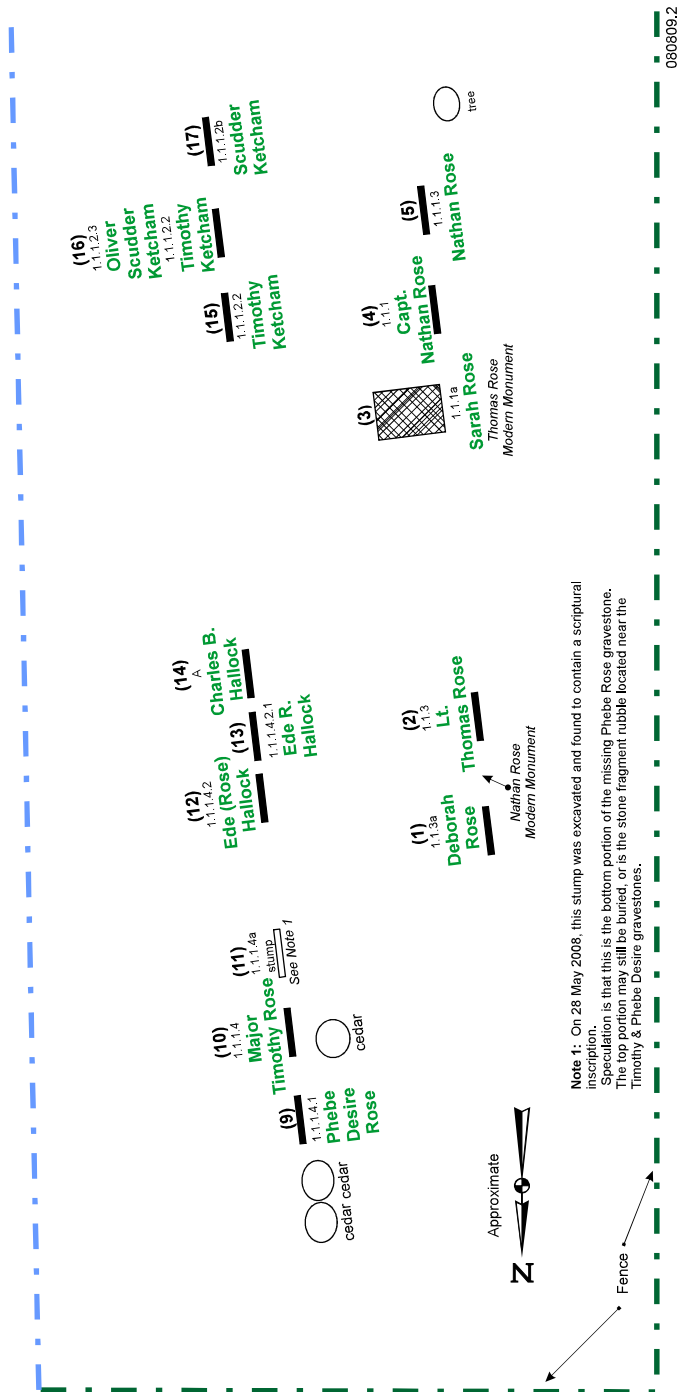 080809.2
(17)
1.1.1.2b
Scudder
Ketcham
(16)
1.1.1.2.3
Oliver
Scudder
Ketcham
1.1.1.2.2
Timothy
Ketcham
(15)
1.1.1.2.2
Timothy
Ketcham
tree
(5)
1.1.1.3
Nathan Rose
(4)
1.1.1
Capt.
Nathan Rose
(3)
1.1.1a
Sarah Rose
Thomas Rose
Modern Monument
(14)
A
Charles B.
Hallock
(13)
1.1.1.4.2.1
Ede R.
Hallock
(12)
1.1.1.4.2
Ede (Rose)
Hallock
(2)
1.1.3
Lt.
Thomas Rose
Nathan Rose
Modern Monument
(1)
1.1.3a
Deborah
Rose
(11)
1.1.1.4a
stump
See Note 1
(10)
1.1.1.4
Major
Timothy Rose
cedar
(9)
1.1.1.4.1
Phebe
Desire
Rose
cedar cedar
Approximate
N
Note 1: On 28 May 2008, this stump was excavated and found to contain a scriptural
inscription.
Speculation is that this is the bottom portion of the missing Phebe Rose gravestone.
The top portion may still be buried, or is the stone fragment rubble located near the
Timothy & Phebe Desire gravestones.
Fence